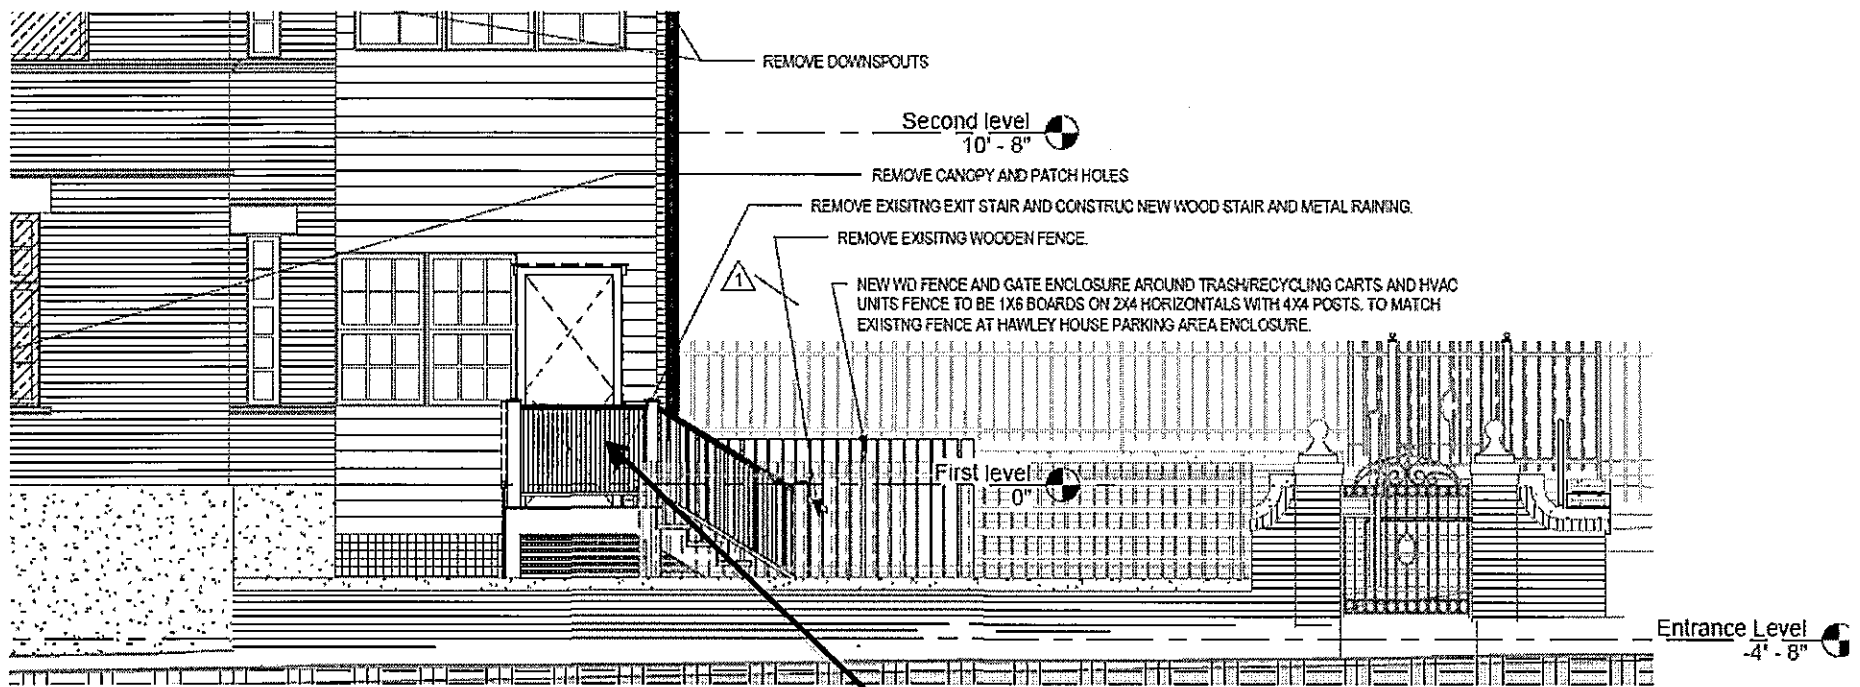 REMOVE DOWNSPOUTS
Second level
10' - 8"
REMOVE CANOPY AND PATCH HOLES
REMOVE EXISITNG EXIT STAIR AND CONSTRUC NEW WOOD STAIR AND METAL RAINING.
REMOVE EXISITNG WOODEN FENCE.
1
NEW WD FENCE AND GATE ENCLOSURE AROUND TRASH/RECYCLING CARTS AND HVAC
UNITS FENCE TO BE 1X6 BOARDS ON 2X4 HORIZONTALS WITH 4X4 POSTS. TO MATCH
EXIISTNG FENCE AT HAWLEY HOUSE PARKING AREA ENCLOSURE.
First level
0"
Entrance Level
-4' - 8"